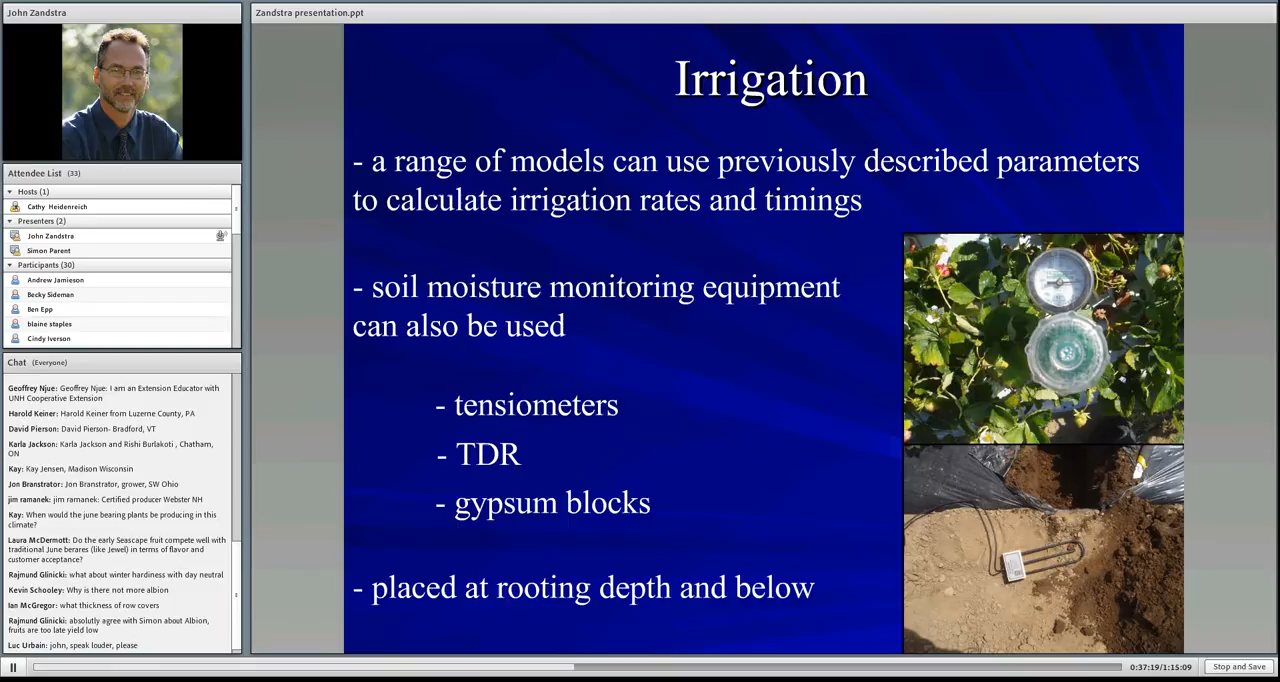 John Zandstra
Attendee List (33)
Hosts (1)
Cathy Heidenreich
Presenters (2)
John Zandstra
Simon Parent
Participants (30)
Andrew Jamieson
Becky Sideman
Ben Epp
blaine staples
Cindy Iverson
Chat (Everyone)
Geoffrey Njue: Geoffrey Njue: I am an Extension Educator with
UNH Cooperative Extension
Harold Keiner: Harold Keiner from Luzerne County, PA
David Pierson: David Pierson- Bradford, VT
Karla Jackson: Karla Jackson and Rishi Burlakoti , Chatham,
ON
Kay: Kay Jensen, Madison Wisconsin
Jon Branstrator: Jon Branstrator, grower, SW Ohio
jim ramanek: jim ramanek: Certified producer Webster NH
Kay: When would the june bearing plants be producing in this
climate?
Laura McDermott: Do the early Seascape fruit compete well with
traditional June berares (like Jewel) in terms of flavor and
customer acceptance?
Rajmund Glinicki: what about winter hardiness with day neutral
Kevin Schooley: Why is there not more albion
Ian McGregor: what thickness of row covers
Rajmund Glinicki: absolutly agree with Simon about Albion,
fruits are too late yield low
Luc Urbain: john, speak louder, please
Zandstra presentation.ppt
Irrigation
- a range of models can use previously described parameters
to calculate irrigation rates and timings
- soil moisture monitoring equipment
can also be used
- tensiometers
- TDR
- gypsum blocks
- placed at rooting depth and below
0:37:19/1:15:09
Stop and Save